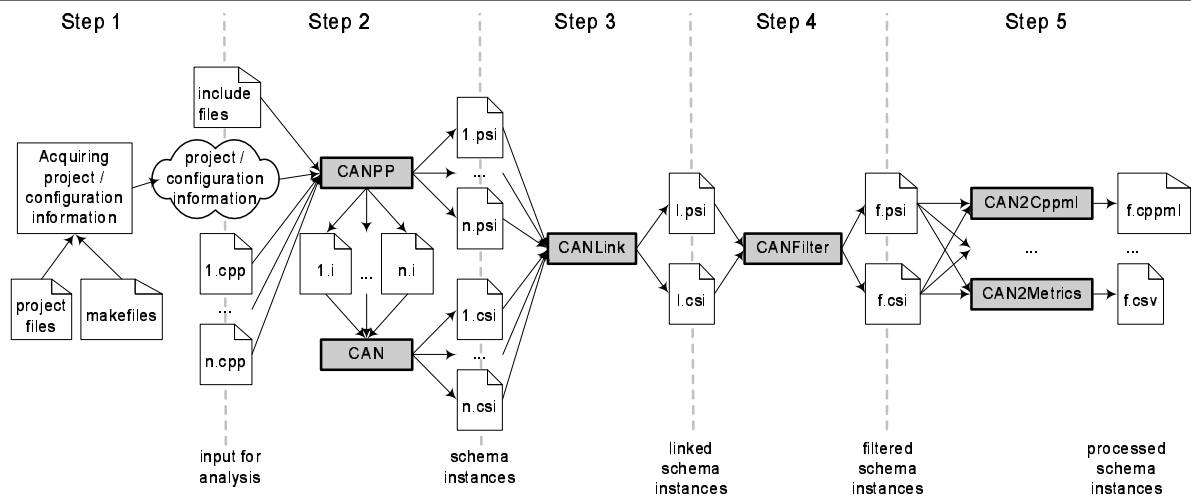 Step 1
Step 2
Step 3
Step 4
Step 5
include
files
Acquiring
project /
configuration
information
project /
configuration
information
project
files
makefiles
1.cpp
...
n.cpp
CANPP
1.i
...
n.i
CAN
1.psi
...
n.psi
1.csi
...
n.csi
CANLink
l.psi
l.csi
CANFilter
f.psi
f.csi
CAN2Cppml
...
CAN2Metrics
f.cppml
...
f.csv
input for
analysis
schema
instances
linked
schema
instances
filtered
schema
instances
processed
schema
instances